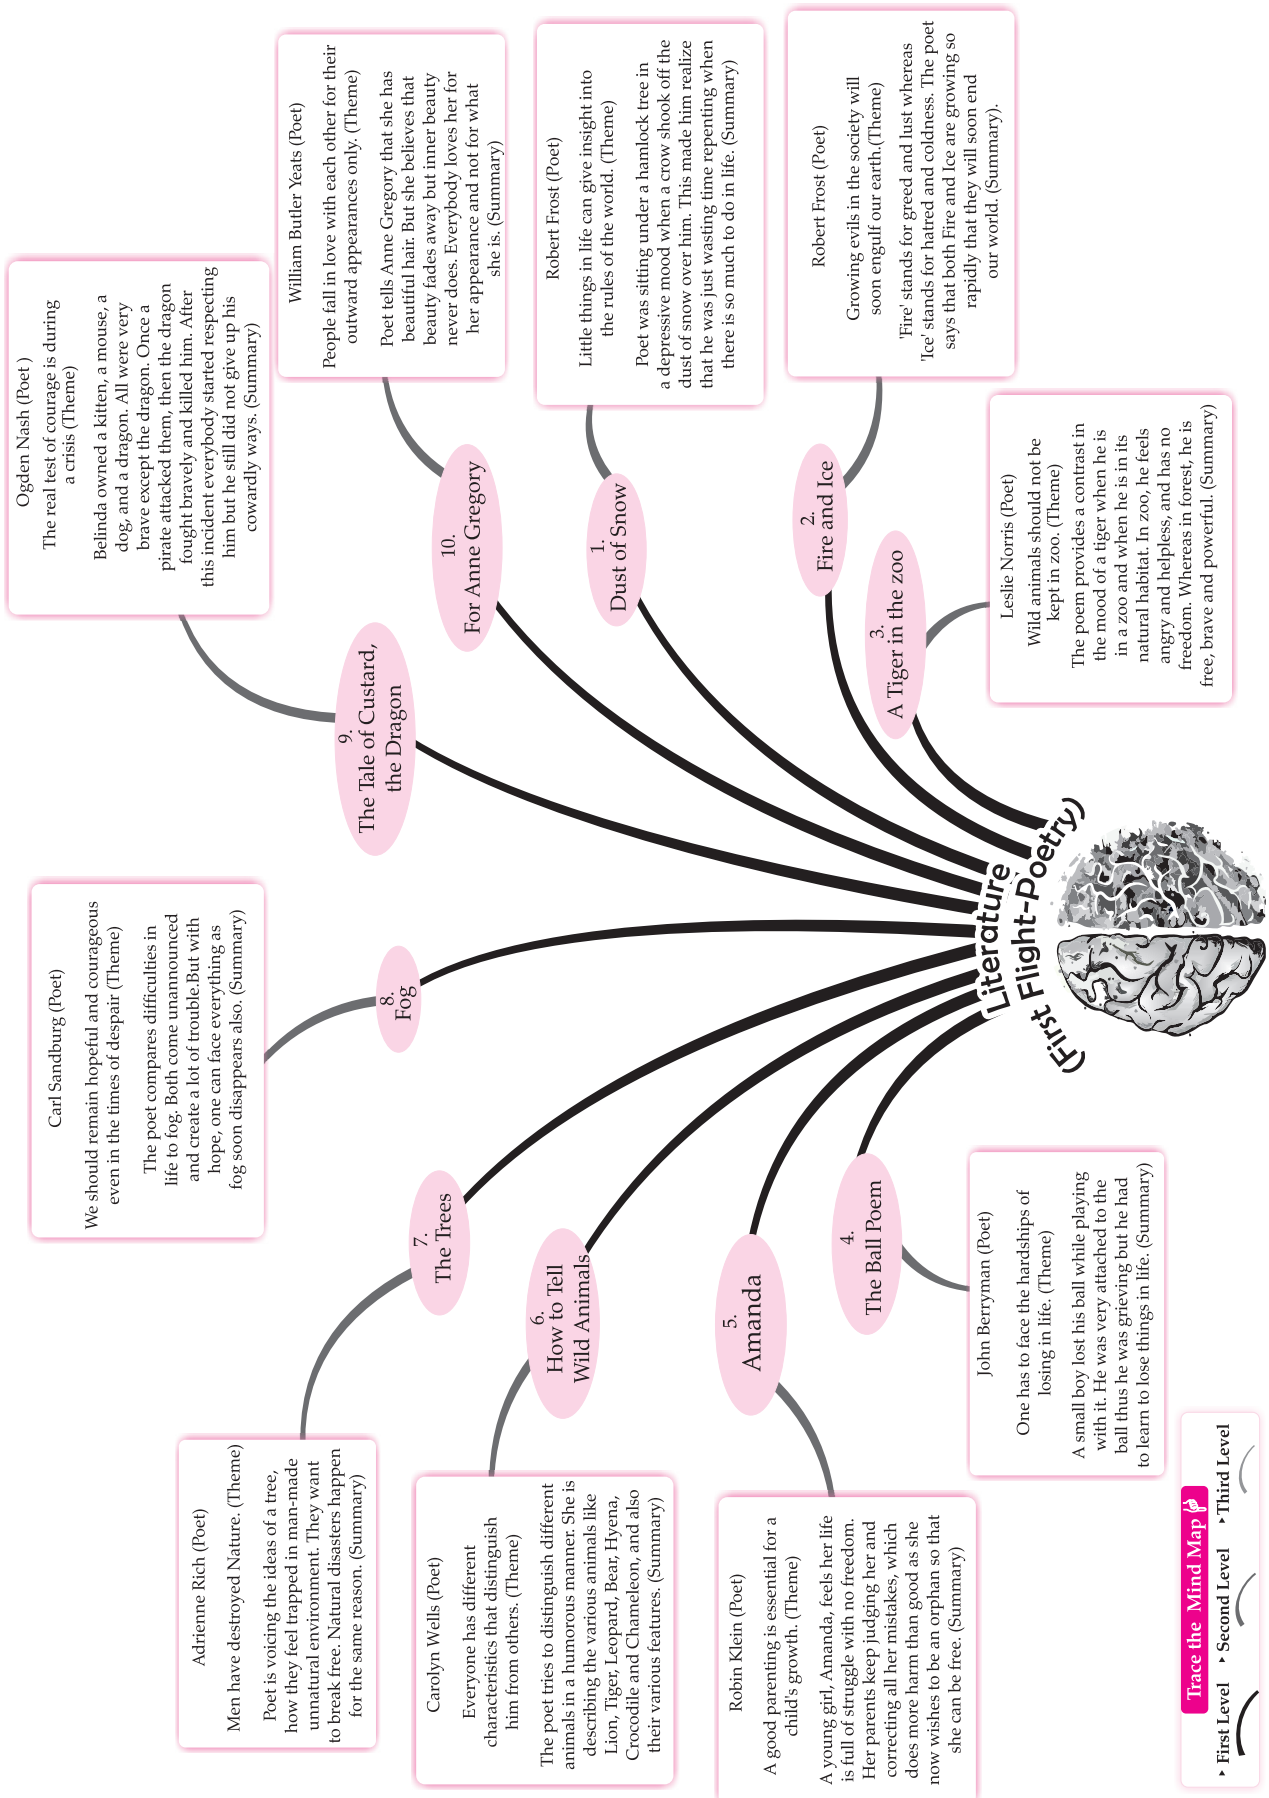 Literature
(First Flight-Poetry)
1.
Dust of Snow
Robert Frost (Poet)
Little things in life can give insight into
the rules of the world. (Theme)
Poet was sitting under a hamlock tree in
a depressive mood when a crow shook off the
dust of snow over him. This made him realize
that he was just wasting time repenting when
there is so much to do in life. (Summary)
2.
Fire and Ice
Robert Frost (Poet)
Growing evils in the society will
soon engulf our earth.(Theme)
'Fire' stands for greed and lust whereas
'Ice' stands for hatred and coldness. The poet
says that both Fire and Ice are growing so
rapidly that they will soon end
our world. (Summary).
3.
A Tiger in the zoo
Leslie Norris (Poet)
Wild animals should not be
kept in zoo. (Theme)
The poem provides a contrast in
the mood of a tiger when he is
in a zoo and when he is in its
natural habitat. In zoo, he feels
angry and helpless, and has no
freedom. Whereas in forest, he is
free, brave and powerful. (Summary)
4.
The Ball Poem
John Berryman (Poet)
One has to face the hardships of
losing in life. (Theme)
A small boy lost his ball while playing
with it. He was very attached to the
ball thus he was grieving but he had
to learn to lose things in life. (Summary)
5.
Amanda
Robin Klein (Poet)
A good parenting is essential for a
child's growth. (Theme)
A young girl, Amanda, feels her life
is full of struggle with no freedom.
Her parents keep judging her and
correcting all her mistakes, which
does more harm than good as she
now wishes to be an orphan so that
she can be free. (Summary)
6.
How to Tell
Wild Animals
Carolyn Wells (Poet)
Everyone has different
characteristics that distinguish
him from others. (Theme)
The poet tries to distinguish different
animals in a humorous manner. She is
describing the various animals like
Lion, Tiger, Leopard, Bear, Hyena,
Crocodile and Chameleon, and also
their various features. (Summary)
7.
The Trees
Adrienne Rich (Poet)
Men have destroyed Nature. (Theme)
Poet is voicing the ideas of a tree,
how they feel trapped in man-made
unnatural environment. They want
to break free. Natural disasters happen
for the same reason. (Summary)
8.
Fog
Carl Sandburg (Poet)
We should remain hopeful and courageous
even in the times of despair (Theme)
The poet compares difficulties in
life to fog. Both come unannounced
and create a lot of trouble.But with
hope, one can face everything as
fog soon disappears also. (Summary)
9.
The Tale of Custard,
the Dragon
Ogden Nash (Poet )
The real test of courage is during
a crisis (Theme)
Belinda owned a kitten, a mouse, a
dog, and a dragon. All were very
brave except the dragon. Once a
pirate attacked them, then the dragon
fought bravely and killed him. After
this incident everybody started respecting
him but he still did not give up his
cowardly ways. (Summary)
10.
For Anne Gregory
William Butler Yeats (Poet)
People fall in love with each other for their
outward appearances only. (Theme)
Poet tells Anne Gregory that she has
beautiful hair. But she believes that
beauty fades away but inner beauty
never does. Everybody loves her for
her appearance and not for what
she is. (Summary)
Trace the Mind Map
First Level
Second Level
Third Level